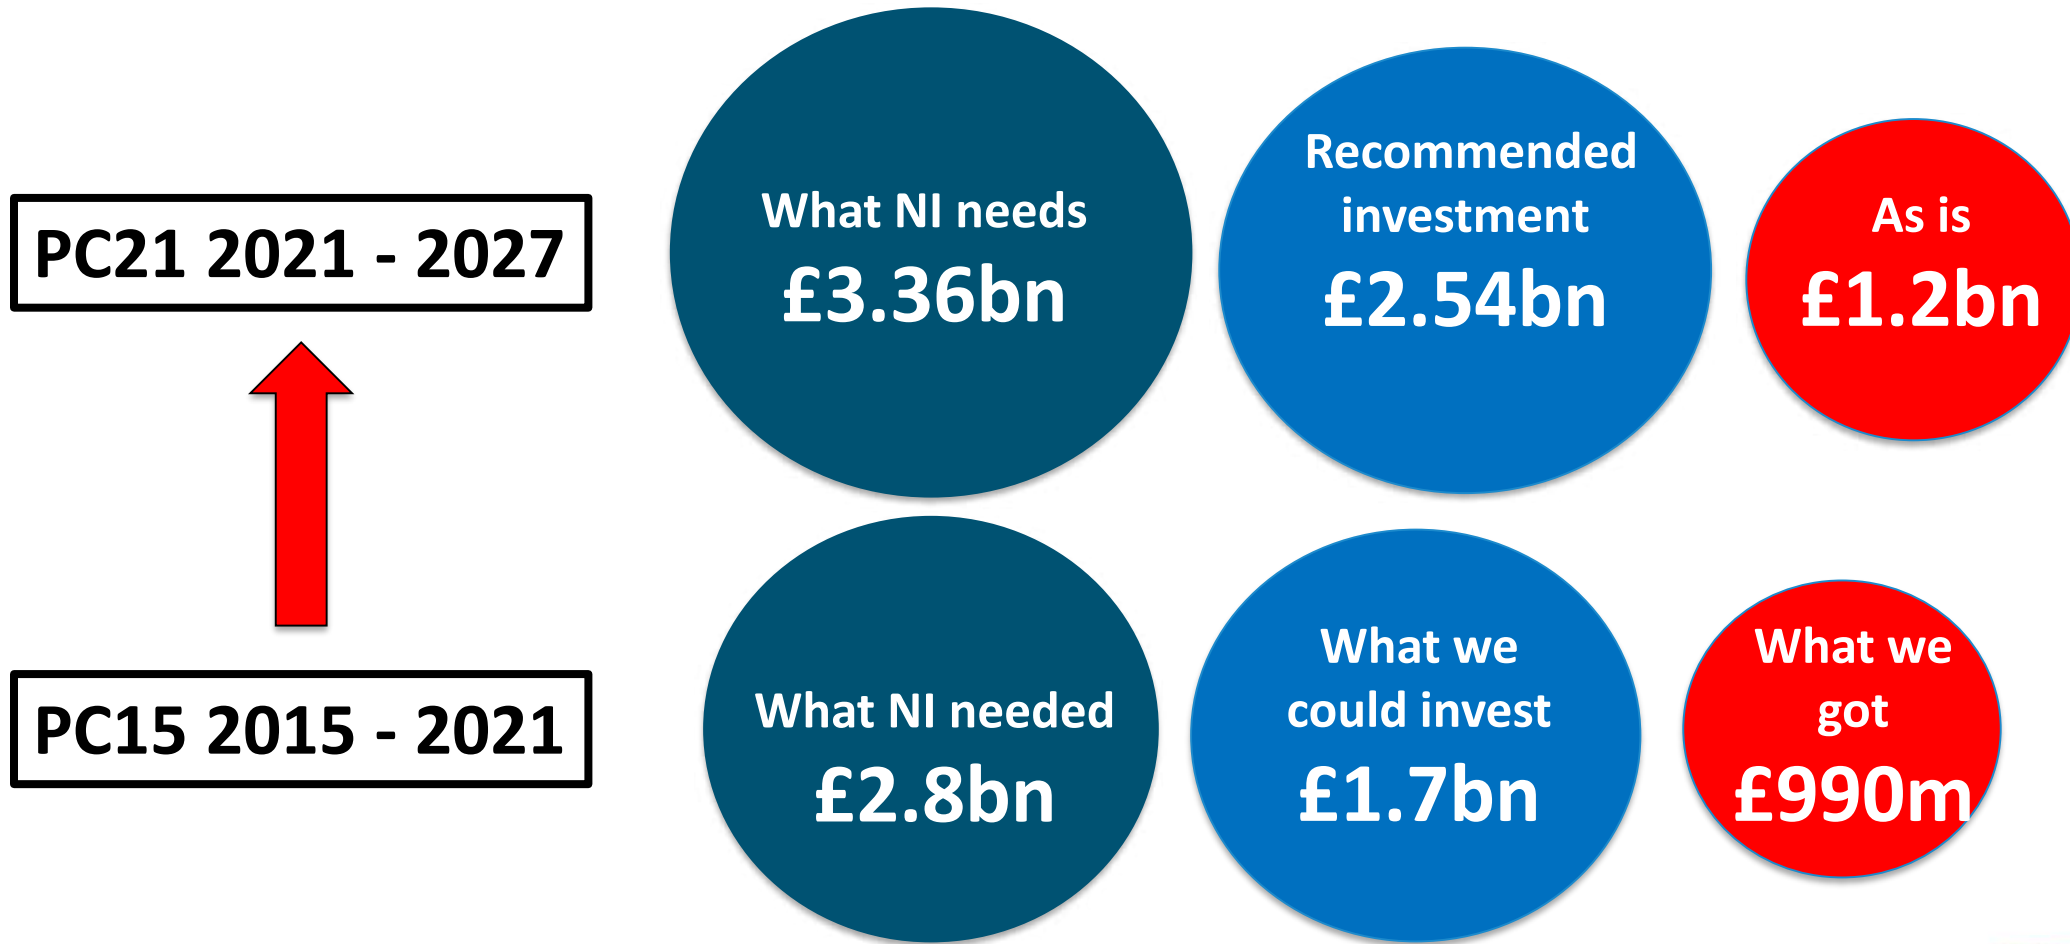 PC21 2021 - 2027
What NI needs
£3.36bn
Recommended
investment
£2.54bn
As is
£1.2bn
PC15 2015 - 2021
What NI needed
£2.8bn
What we
could invest
£1.7bn
What we
got
£990m